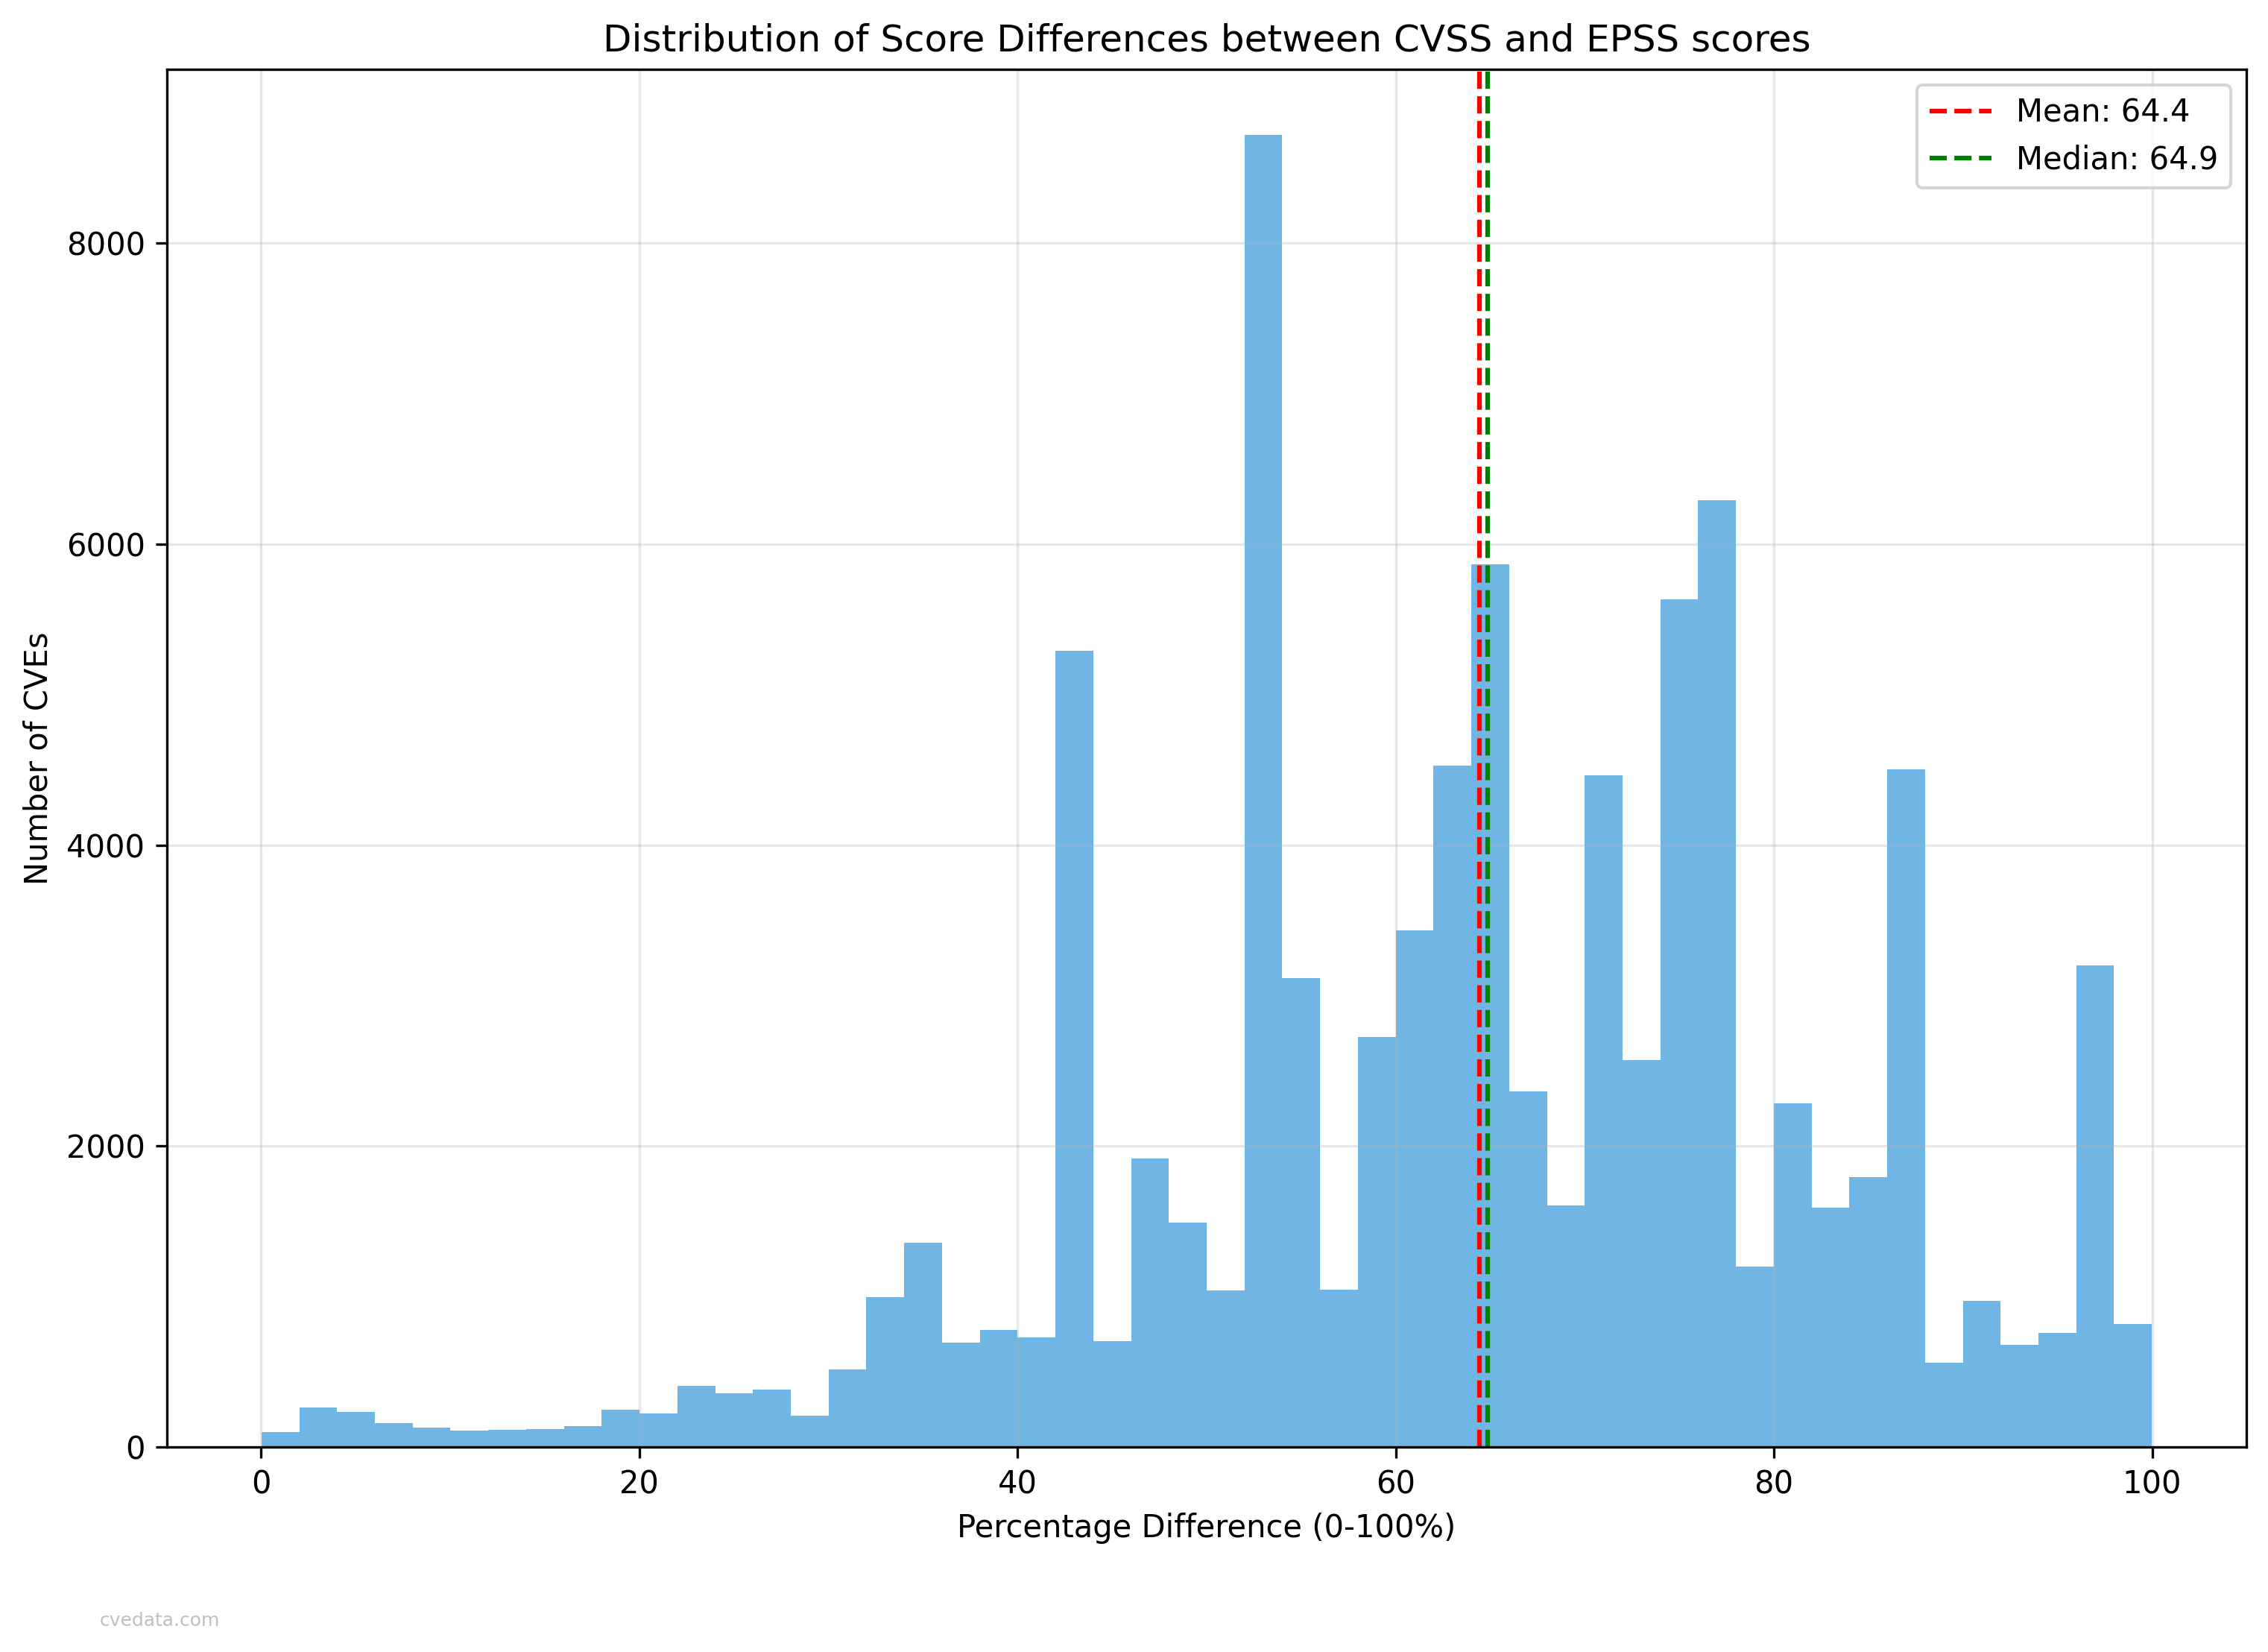 Distribution of Score Differences between CVSS and EPSS scores
Mean: 64.4
Median: 64.9
Number of CVEs
8000
6000
4000
2000
0
0 20 40 60 80 100
Percentage Difference (0-100%)
cvedata.com